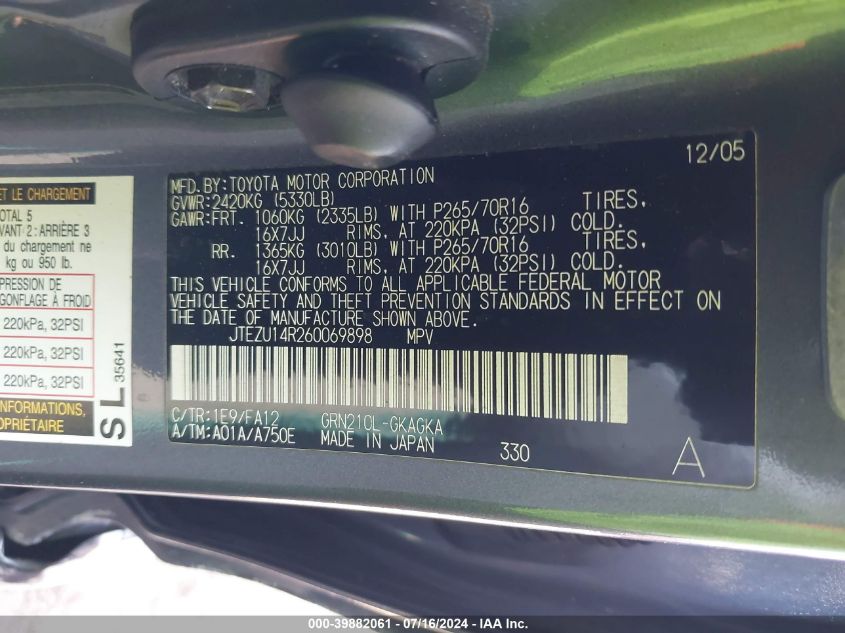 12/05
MFD. BY: TOYOTA MOTOR CORPORATION
GVWR: 2420KG (5330LB)
GAWR: FRT. 1060KG (2335LB) WITH P265/70R16 TIRES,
16X7JJ RIMS, AT 220KPA (32PSI) COLD.
RR. 1365KG (3010LB) WITH P265/70R16 TIRES,
16X7JJ RIMS, AT 220KPA (32PSI) COLD.
THIS VEHICLE CONFORMS TO ALL APPLICABLE FEDERAL MOTOR
VEHICLE SAFETY AND THEFT PREVENTION STANDARDS IN EFFECT ON
THE DATE OF MANUFACTURE SHOWN ABOVE.
JTEZU14R260069898 MPV
C/TR: 1E9/FA12 GRN210L-GKAGKA
A/TM: A01A/A750E MADE IN JAPAN 330 A
ET LE CHARGEMENT
TOTAL 5
AVANT 2 : ARRIÈRE 3
du chargement ne
kg ou 950 lb.
PRESSION DE
GONFLAGE À FROID
220kPa, 32PSI
220kPa, 32PSI
220kPa, 32PSI
INFORMATIONS,
PROPRIÉTAIRE
SL 35641
000-39882061 - 07/16/2024 - IAA Inc.